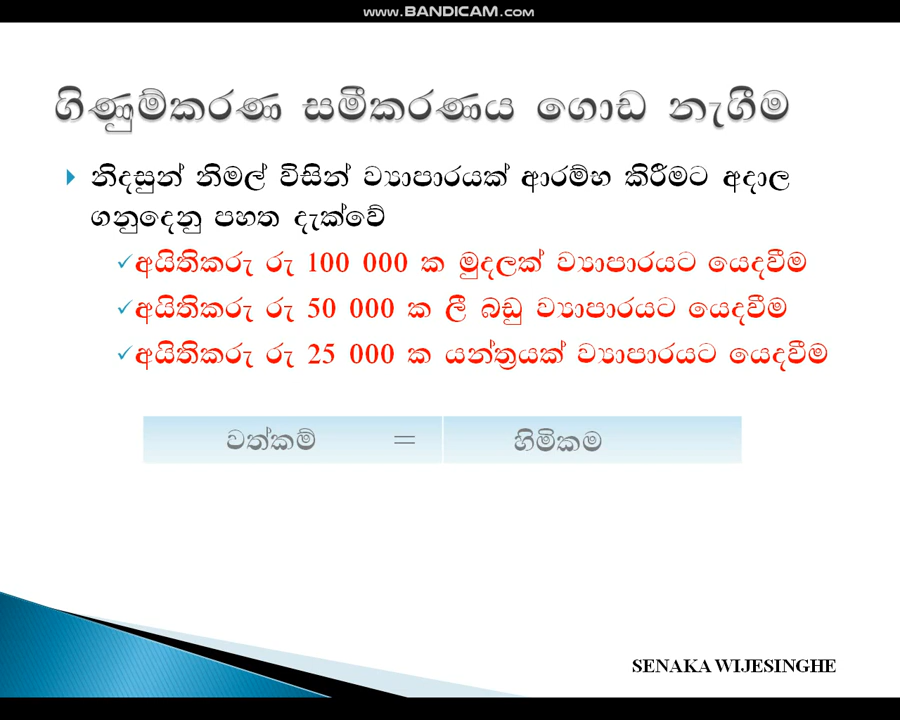 www.BANDICAM.com
ගිණුම්කරණ සමීකරණය ගොඩ නැගීම
නිදසුන් නිමල් විසින් ව්‍යාපාරයක් ආරම්භ කිරීමට අදාල
ගනුදෙනු පහත දැක්වේ
අයිතිකරු රු 100 000 ක මුදලක් ව්‍යාපාරයට යෙදවීම
අයිතිකරු රු 50 000 ක ලී බඩු ව්‍යාපාරයට යෙදවීම
අයිතිකරු රු 25 000 ක යන්ත්‍රයක් ව්‍යාපාරයට යෙදවීම
වත්කම් = හිමිකම
SENAKA WIJESINGHE